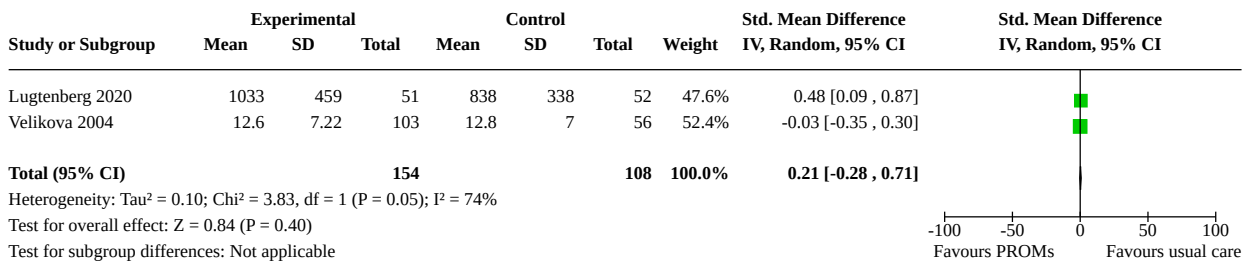 Experimental Control Std. Mean Difference Std. Mean Difference
Study or Subgroup Mean SD Total Mean SD Total Weight IV, Random, 95% CI IV, Random, 95% CI
Lugtenberg 2020 1033 459 51 838 338 52 47.6% 0.48 [0.09 , 0.87]
Velikova 2004 12.6 7.22 103 12.8 7 56 52.4% -0.03 [-0.35 , 0.30]
Total (95% CI) 154 108 100.0% 0.21 [-0.28 , 0.71]
Heterogeneity: Tau² = 0.10; Chi² = 3.83, df = 1 (P = 0.05); I² = 74%
Test for overall effect: Z = 0.84 (P = 0.40)
-100 -50 0 50 100
Test for subgroup differences: Not applicable Favours PROMs Favours usual care